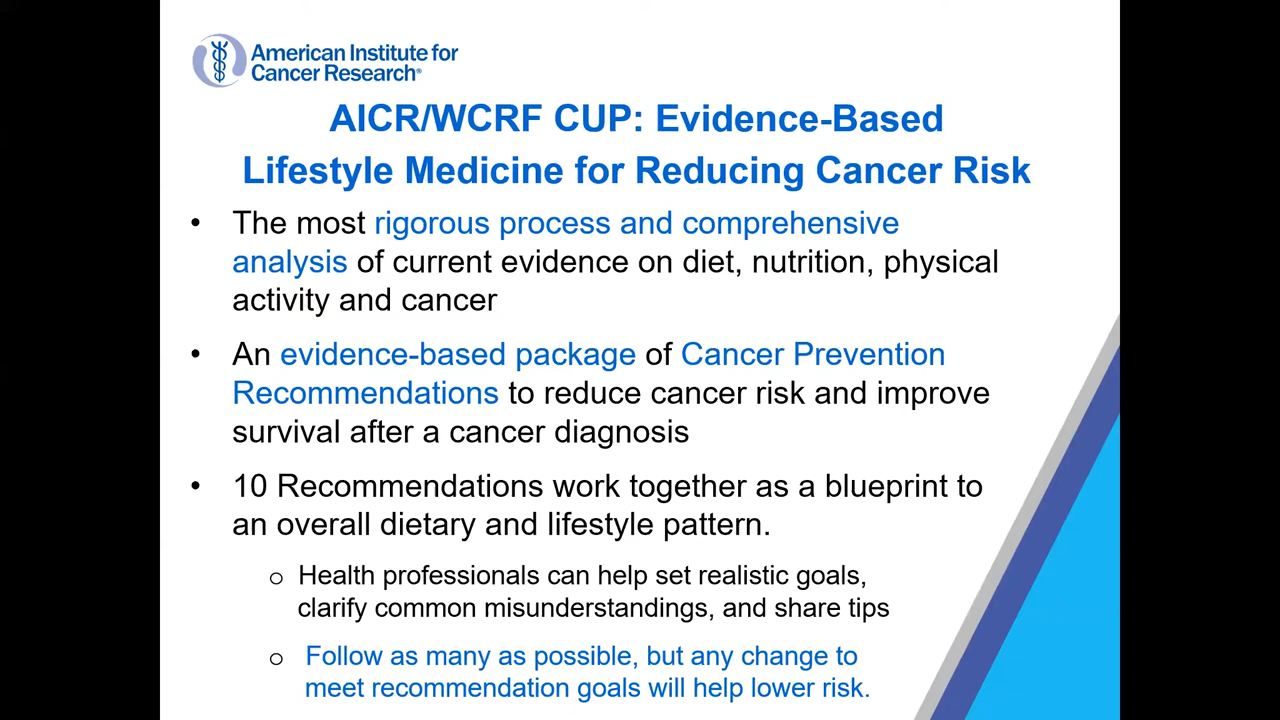 American Institute for
Cancer Research®
AICR/WCRF CUP: Evidence-Based
Lifestyle Medicine for Reducing Cancer Risk
• The most rigorous process and comprehensive
analysis of current evidence on diet, nutrition, physical
activity and cancer
• An evidence-based package of Cancer Prevention
Recommendations to reduce cancer risk and improve
survival after a cancer diagnosis
• 10 Recommendations work together as a blueprint to
an overall dietary and lifestyle pattern.
o Health professionals can help set realistic goals,
clarify common misunderstandings, and share tips
o Follow as many as possible, but any change to
meet recommendation goals will help lower risk.